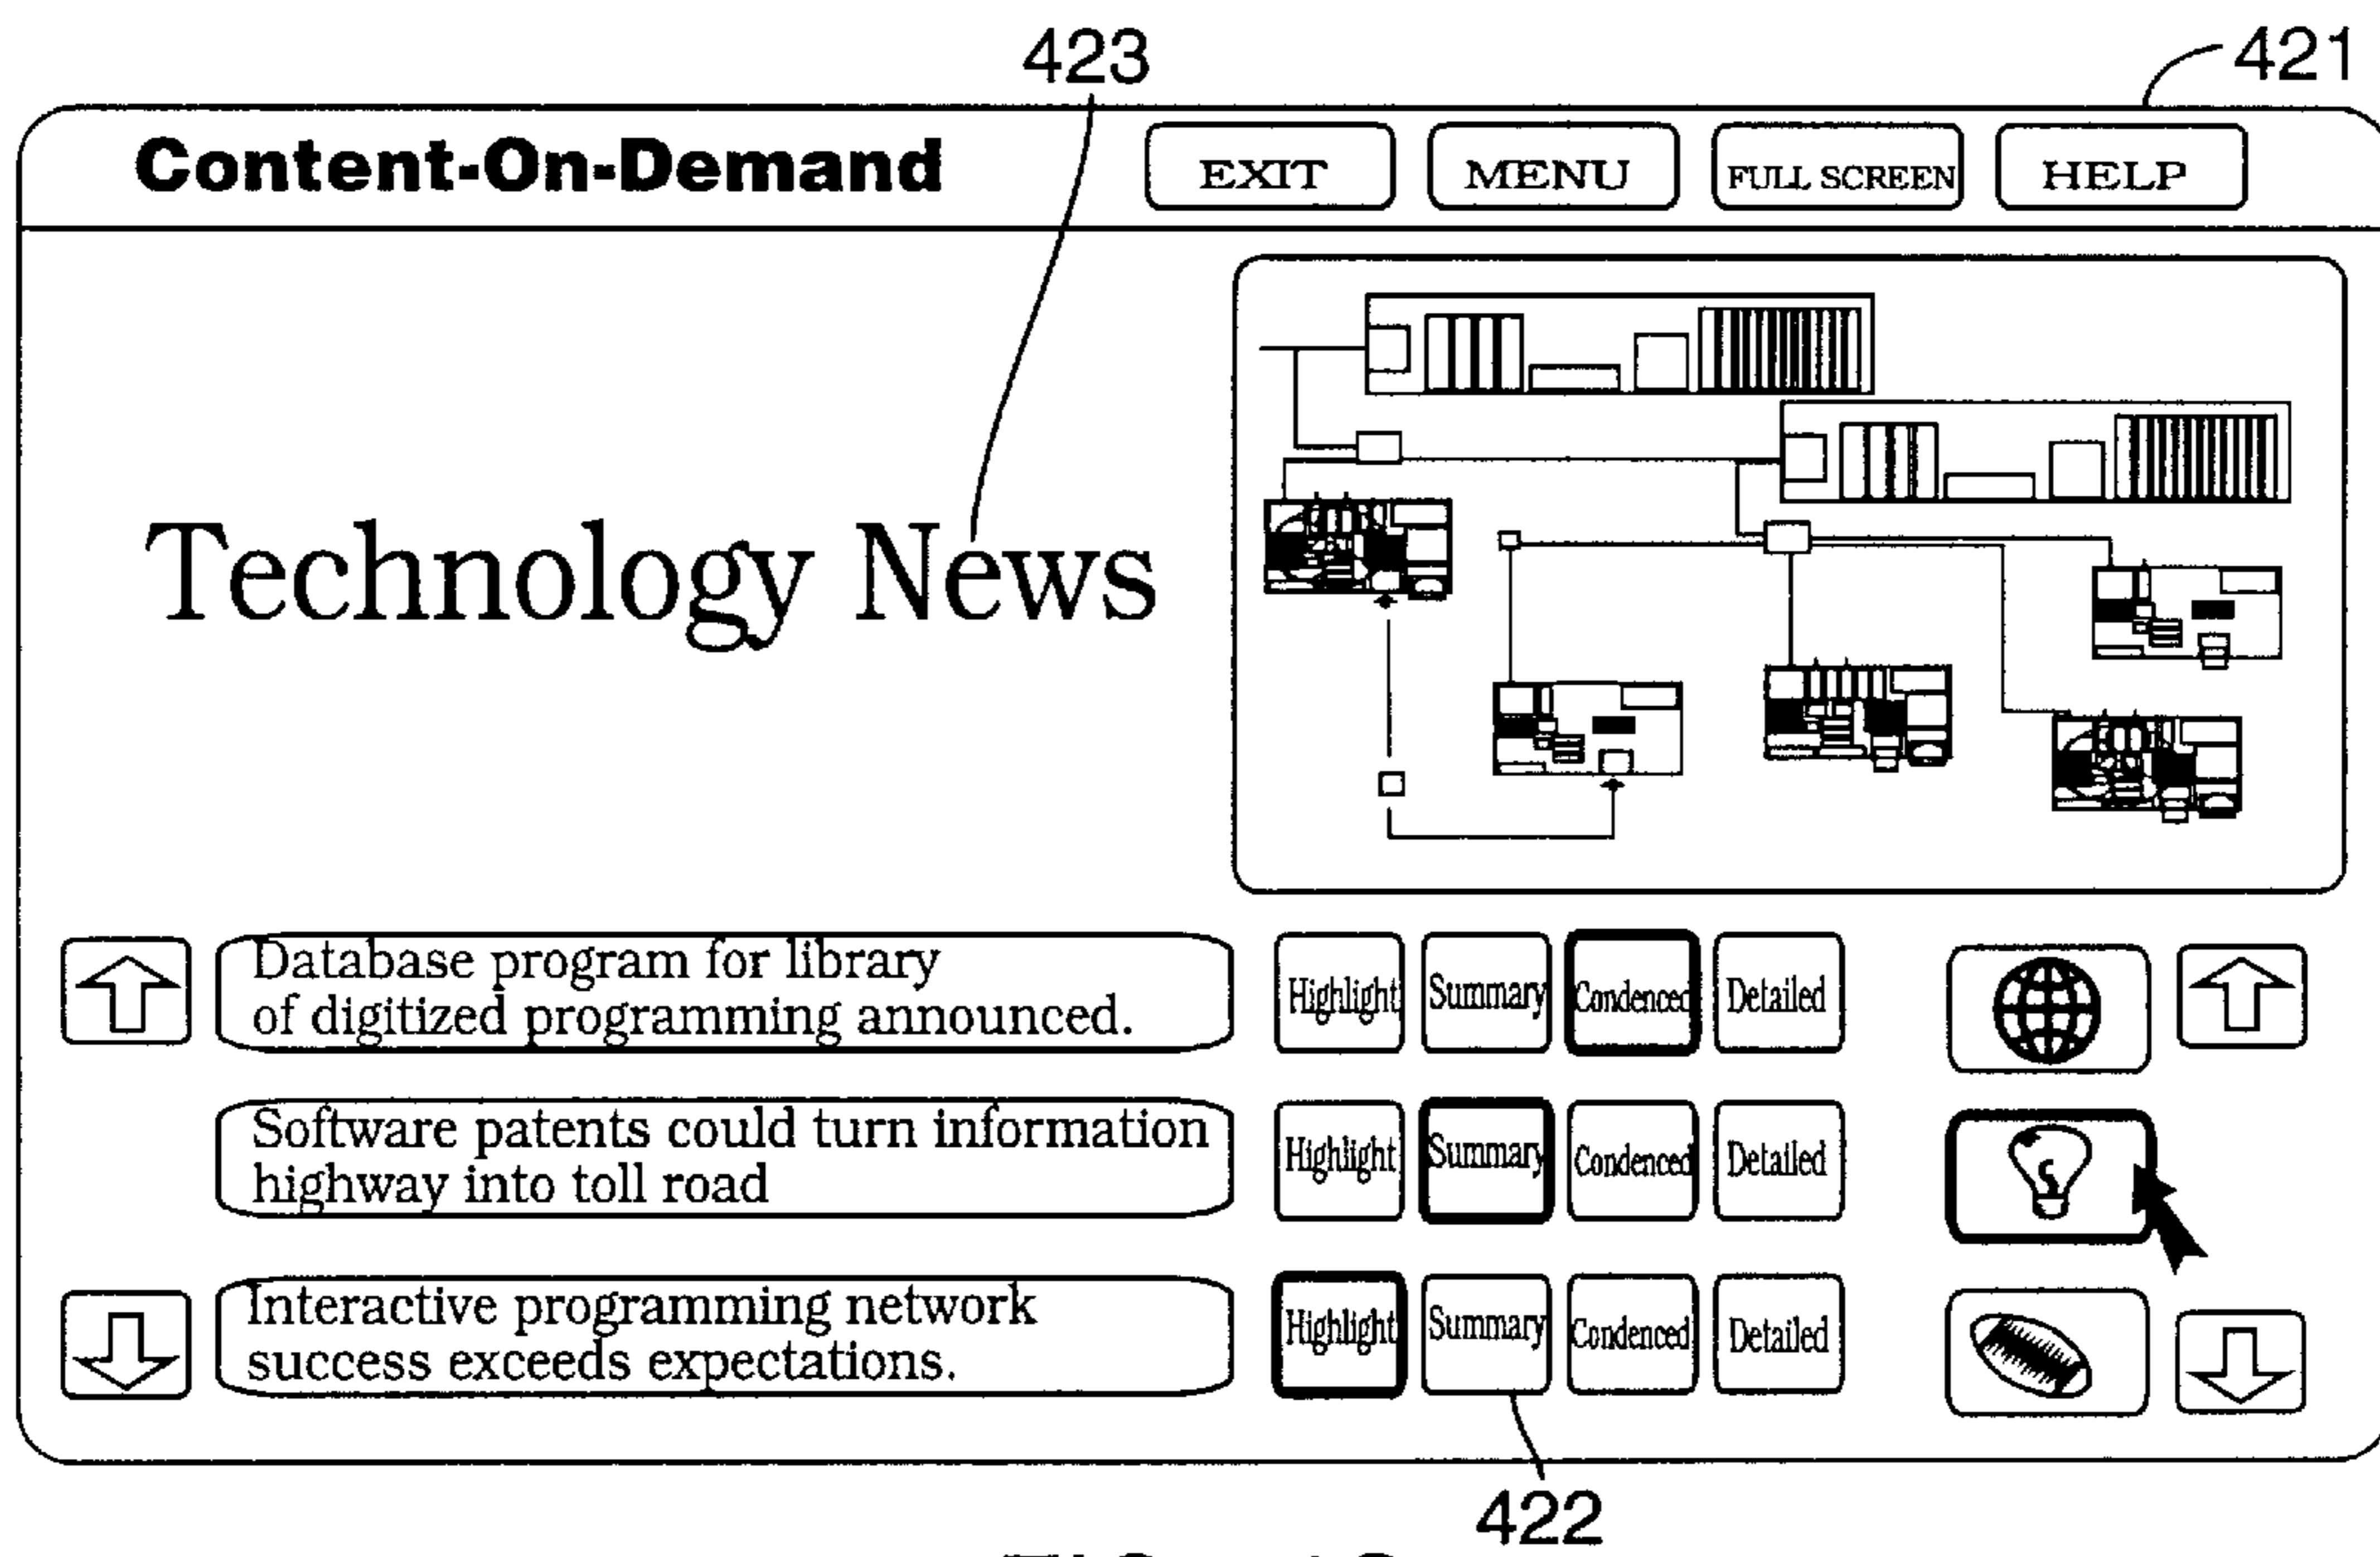 423
421
Content-On-Demand
EXIT
MENU
FULL SCREEN
HELP
Technology News
Database program for library
of digitized programming announced.
Highlight
Summary
Condenced
Detailed
Software patents could turn information
highway into toll road
Highlight
Summary
Condenced
Detailed
Interactive programming network
success exceeds expectations.
Highlight
Summary
Condenced
Detailed
422